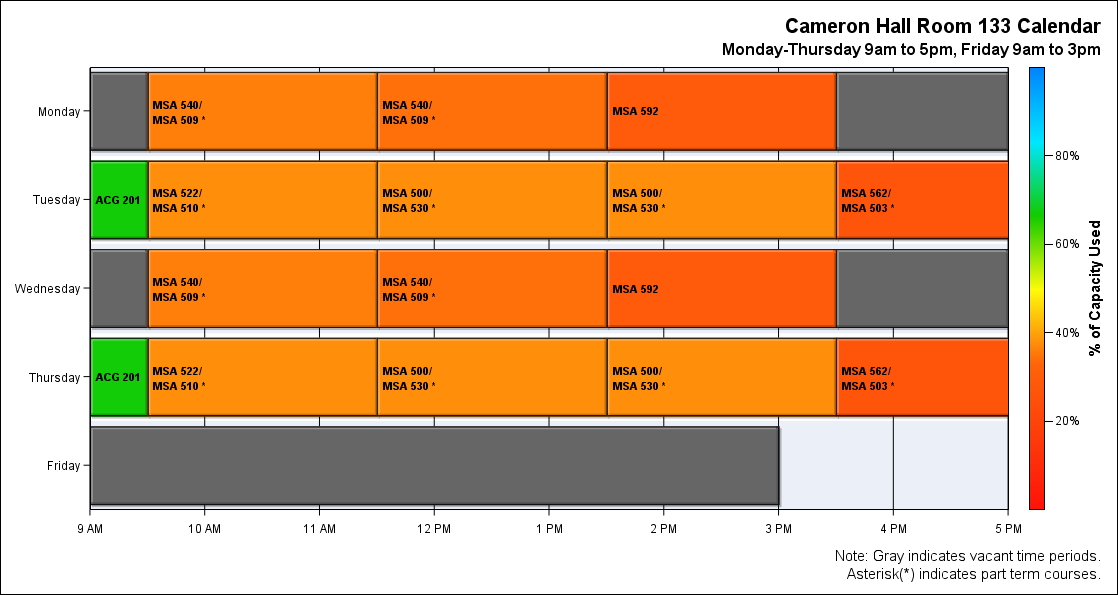 Cameron Hall Room 133 Calendar
Monday-Thursday 9am to 5pm, Friday 9am to 3pm
Monday
MSA 540/
MSA 509 *
MSA 540/
MSA 509 *
MSA 592
Tuesday
ACG 201
MSA 522/
MSA 510 *
MSA 500/
MSA 530 *
MSA 500/
MSA 530 *
MSA 562/
MSA 503 *
Wednesday
MSA 540/
MSA 509 *
MSA 540/
MSA 509 *
MSA 592
Thursday
ACG 201
MSA 522/
MSA 510 *
MSA 500/
MSA 530 *
MSA 500/
MSA 530 *
MSA 562/
MSA 503 *
Friday
9 AM
10 AM
11 AM
12 PM
1 PM
2 PM
3 PM
4 PM
5 PM
80%
60%
40%
20%
% of Capacity Used
Note: Gray indicates vacant time periods.
Asterisk(*) indicates part term courses.